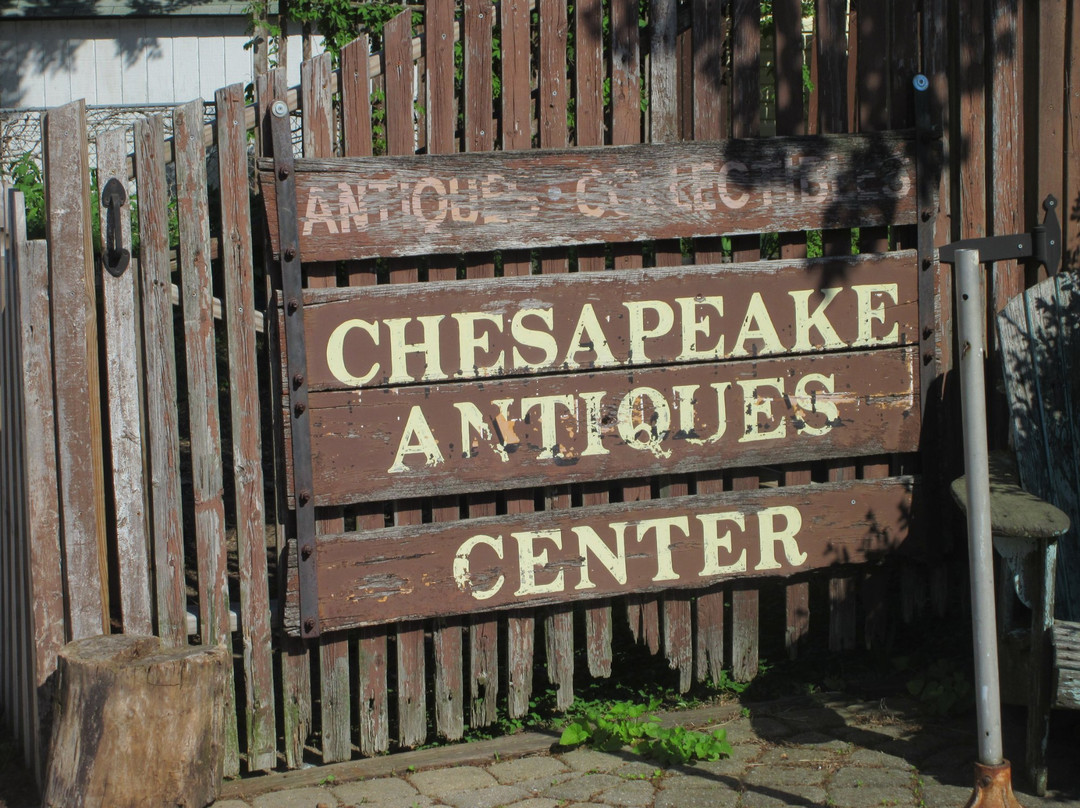 ANTIQUES - COLLECTIBLES
CHESAPEAKE
ANTIQUES
CENTER